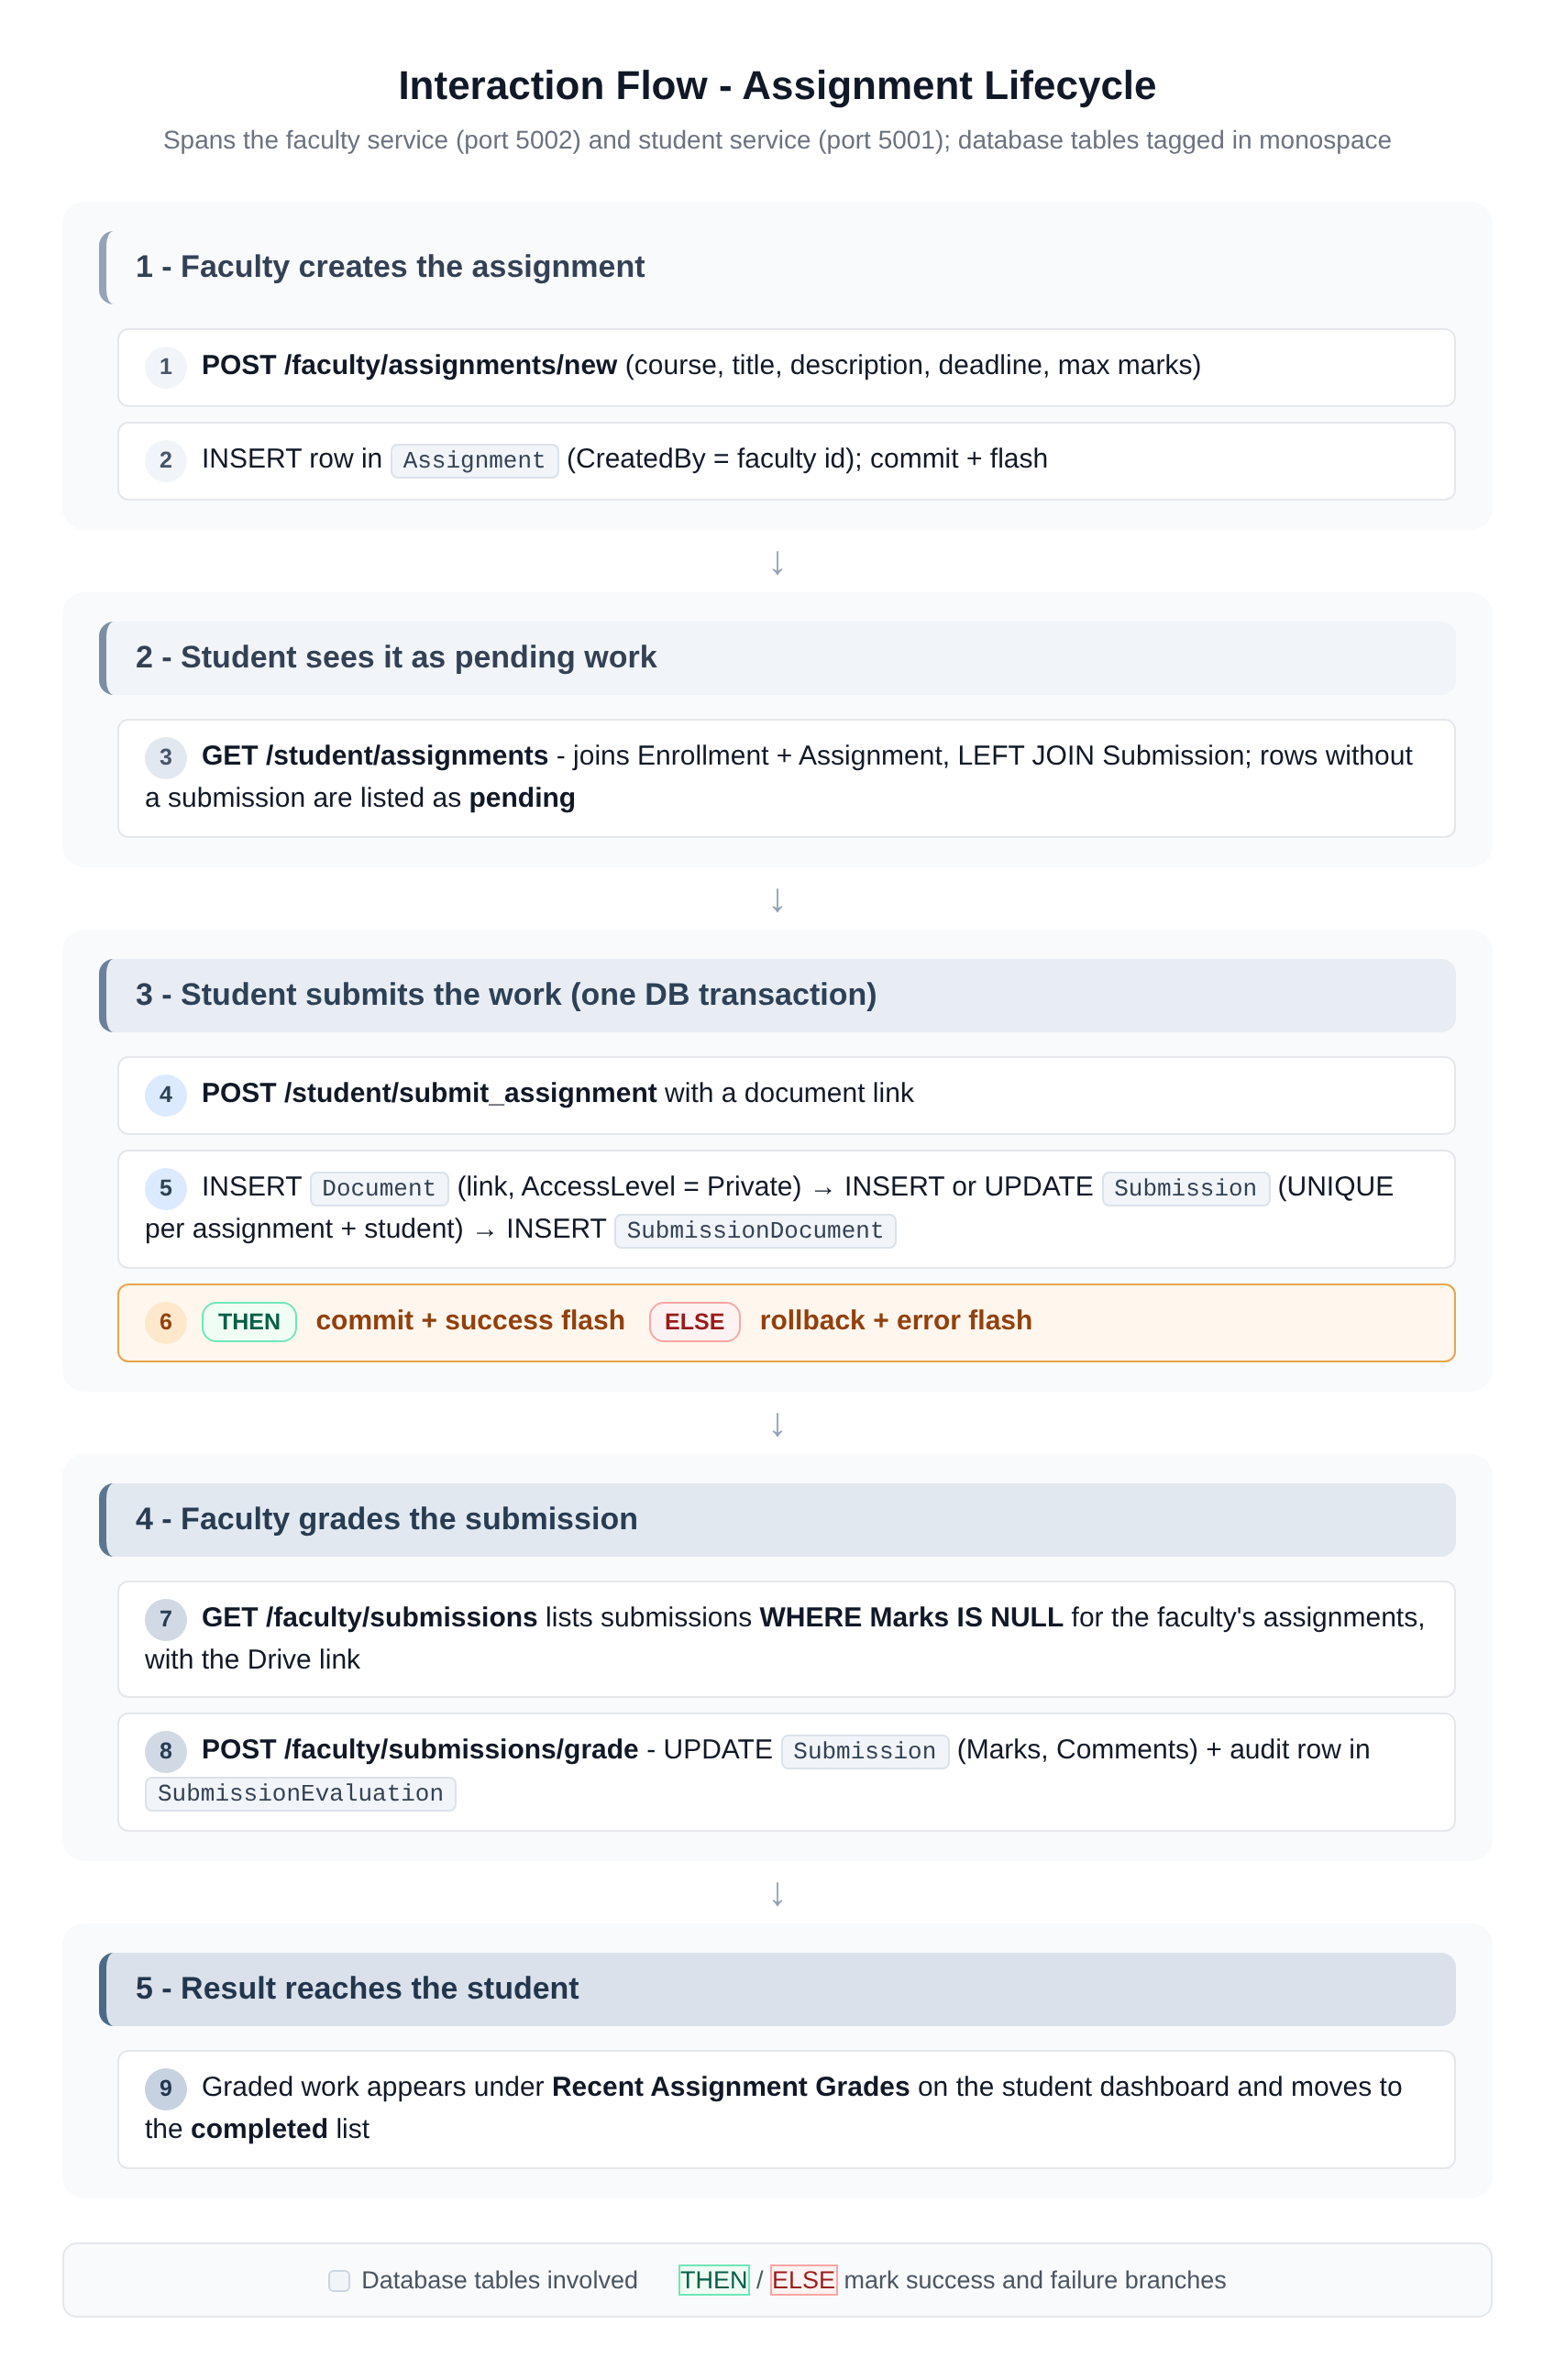 Interaction Flow - Assignment Lifecycle
Spans the faculty service (port 5002) and student service (port 5001); database tables tagged in monospace
1 - Faculty creates the assignment
1 POST /faculty/assignments/new (course, title, description, deadline, max marks)
2 INSERT row in Assignment (CreatedBy = faculty id); commit + flash
↓
2 - Student sees it as pending work
3 GET /student/assignments - joins Enrollment + Assignment, LEFT JOIN Submission; rows without
a submission are listed as pending
↓
3 - Student submits the work (one DB transaction)
4 POST /student/submit_assignment with a document link
5 INSERT Document (link, AccessLevel = Private) → INSERT or UPDATE Submission (UNIQUE
per assignment + student) → INSERT SubmissionDocument
6 THEN commit + success flash ELSE rollback + error flash
↓
4 - Faculty grades the submission
7 GET /faculty/submissions lists submissions WHERE Marks IS NULL for the faculty's assignments,
with the Drive link
8 POST /faculty/submissions/grade - UPDATE Submission (Marks, Comments) + audit row in
SubmissionEvaluation
↓
5 - Result reaches the student
9 Graded work appears under Recent Assignment Grades on the student dashboard and moves to
the completed list
Database tables involved THEN / ELSE mark success and failure branches